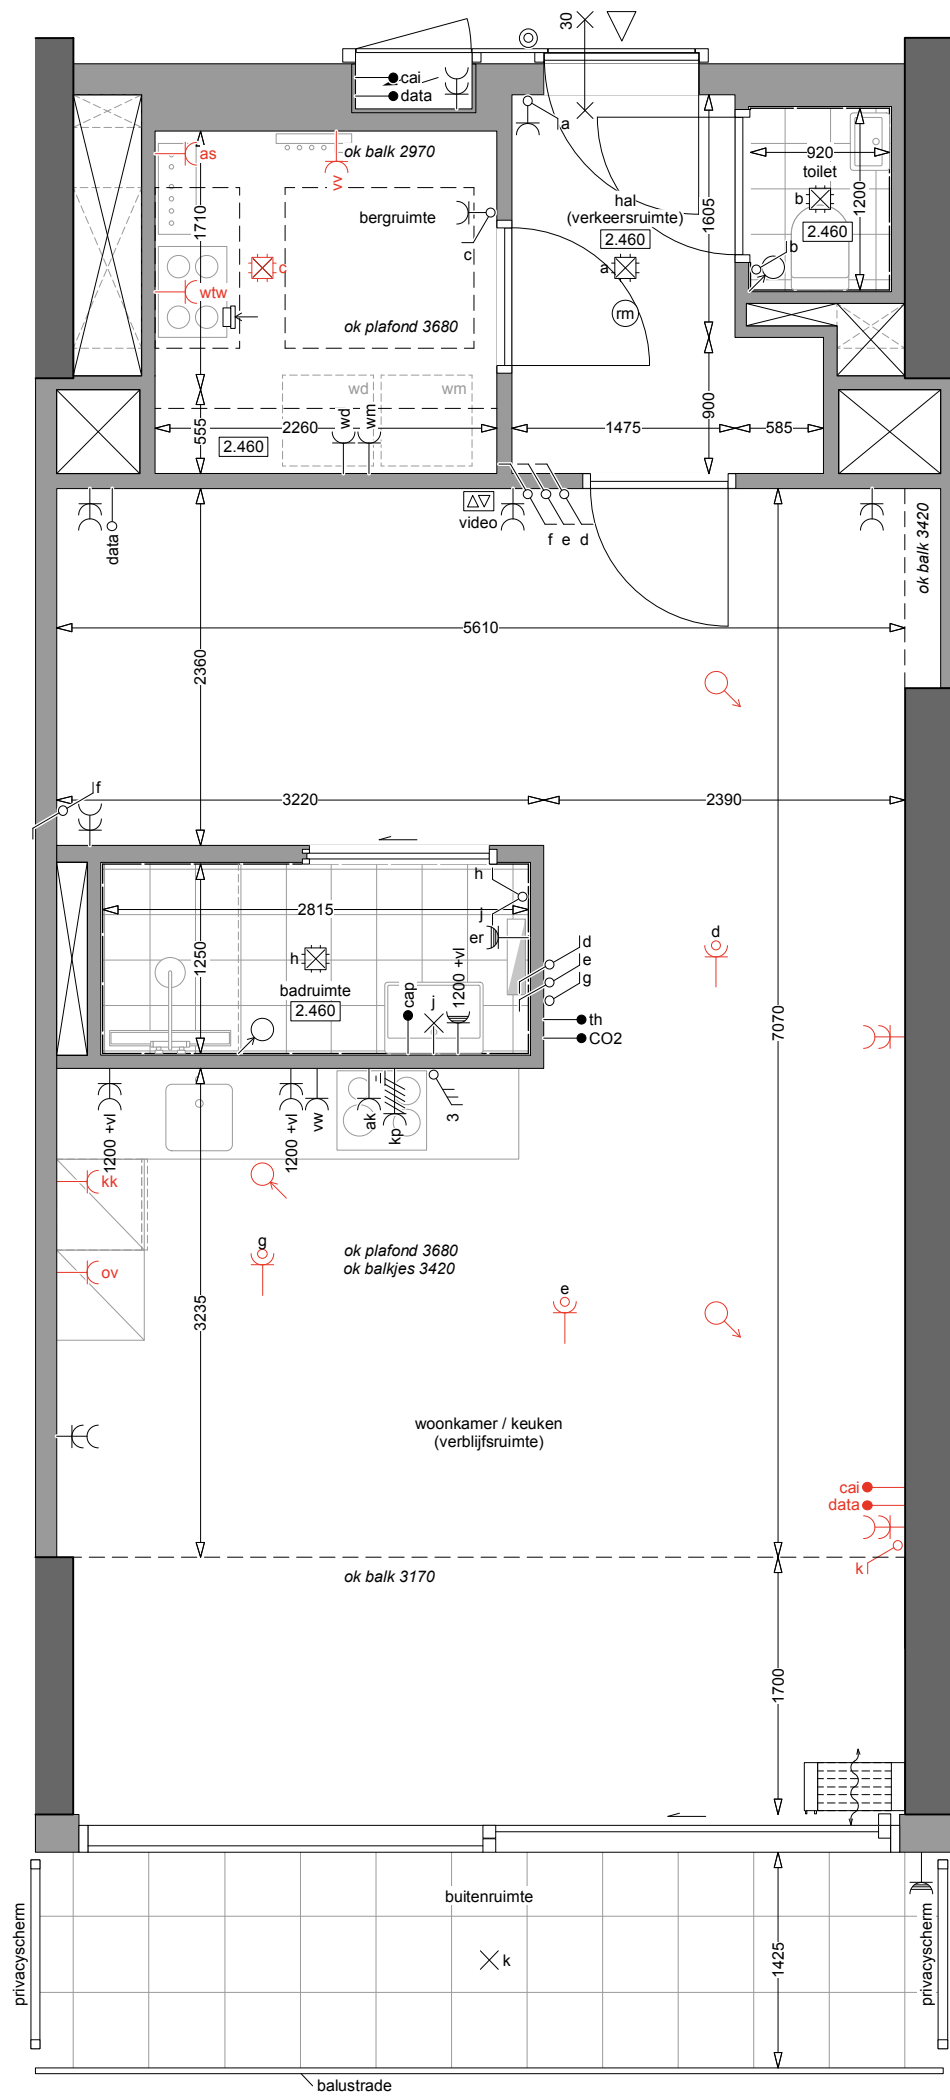 30
cai
data
a
as
vv
ok balk 2970
920
toilet
b
1200
2.460
b
1710
bergruimte
hal
(verkeersruimte)
2.460
1605
c
c
a
wtw
rm
ok plafond 3680
wd
wm
555
2260
wd
wm
2.460
1475
900
585
video
f e d
data
ok balk 3420
5610
2360
f
3220
2390
h
2815
j
er
d
1250
h
1200 +vl
d
e
g
badruimte
2.460
cap
j
th
CO2
7070
1200 +vl
1200 +vl
vw
ak
kp
3
kk
g
ok plafond 3680
ok balkjes 3420
ov
e
3235
woonkamer / keuken
(verblijfsruimte)
cai
data
k
ok balk 3170
1700
buitenruimte
privacyscherm
privacyscherm
k
1425
balustrade